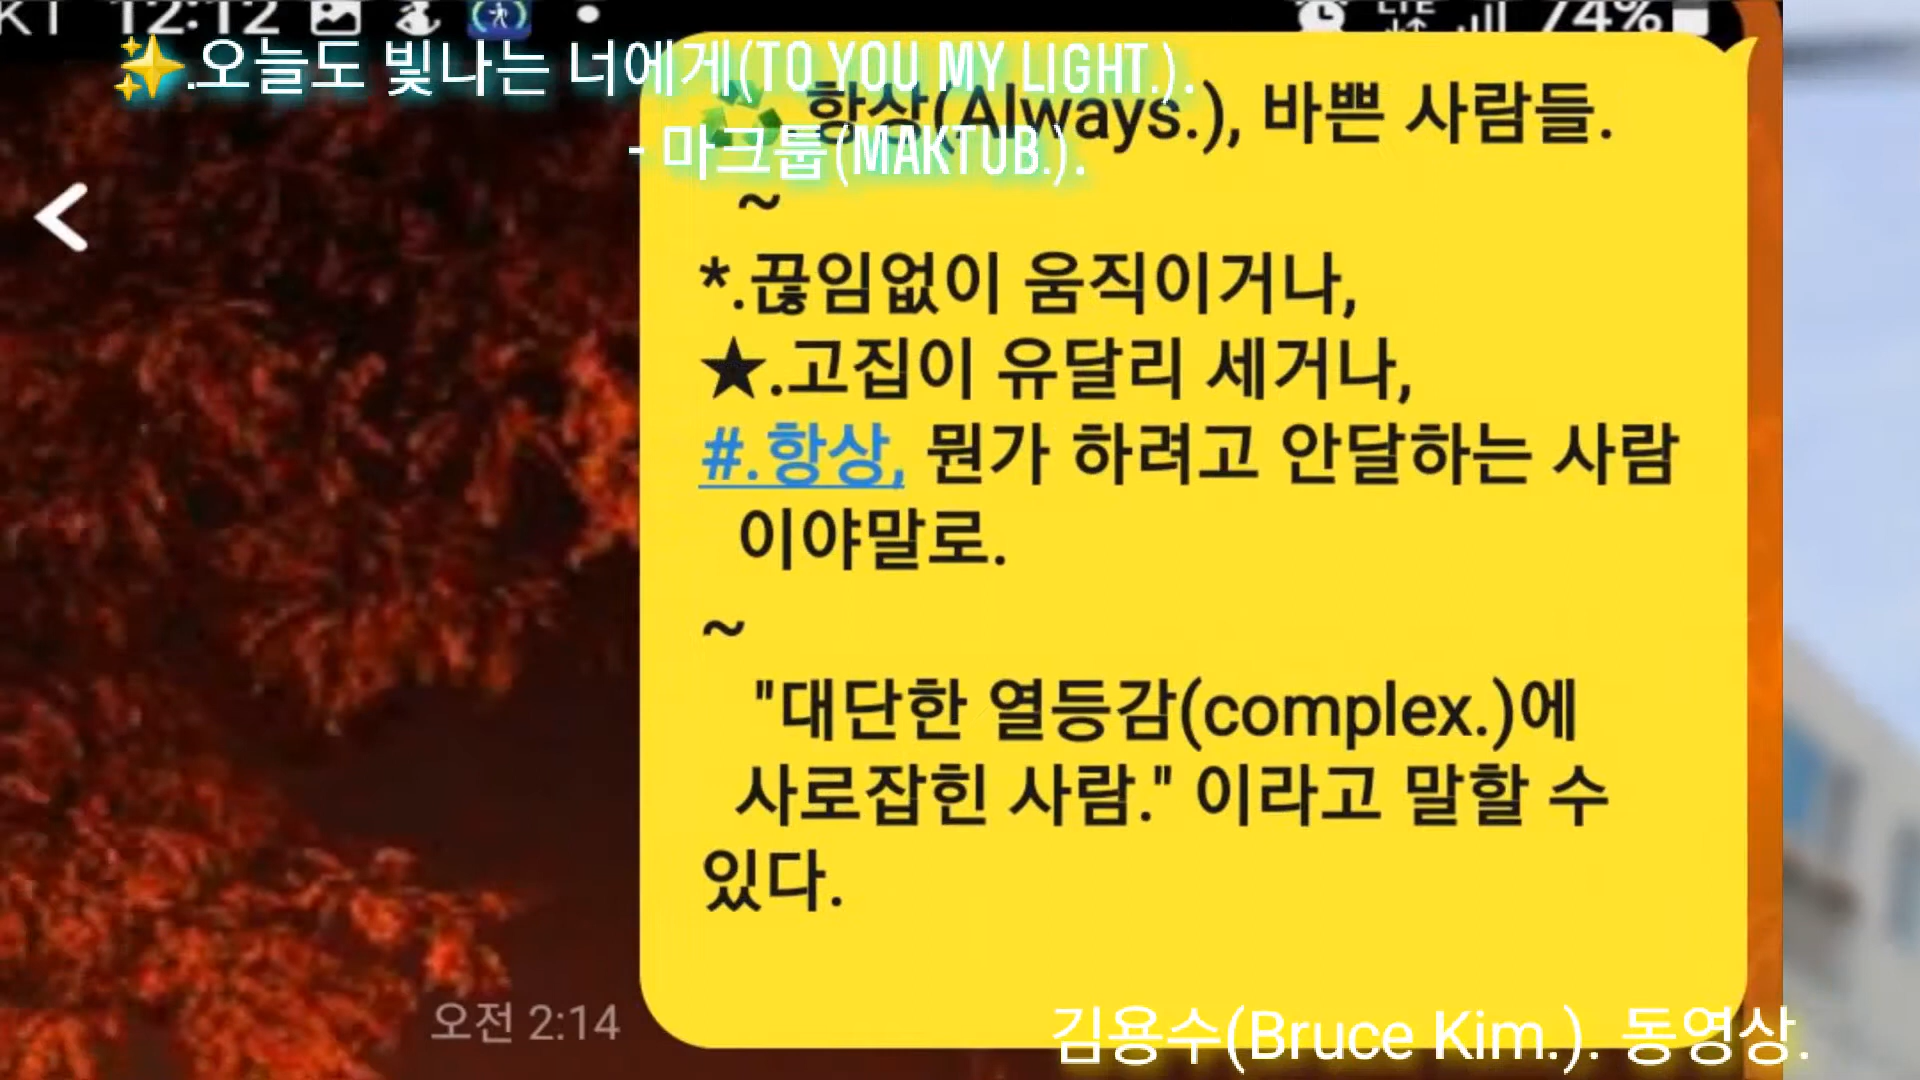 12:12
LTE
74%
✨.오늘도 빛나는 너에게(TO YOU MY LIGHT.).
- 마크툽(MAKTUB.).
♻ 항상(Always.), 바쁜 사람들.
~
*.끊임없이 움직이거나,
★.고집이 유달리 세거나,
#.항상, 뭔가 하려고 안달하는 사람
이야말로.
~
"대단한 열등감(complex.)에
사로잡힌 사람." 이라고 말할 수
있다.
오전 2:14
김용수(Bruce Kim.). 동영상.